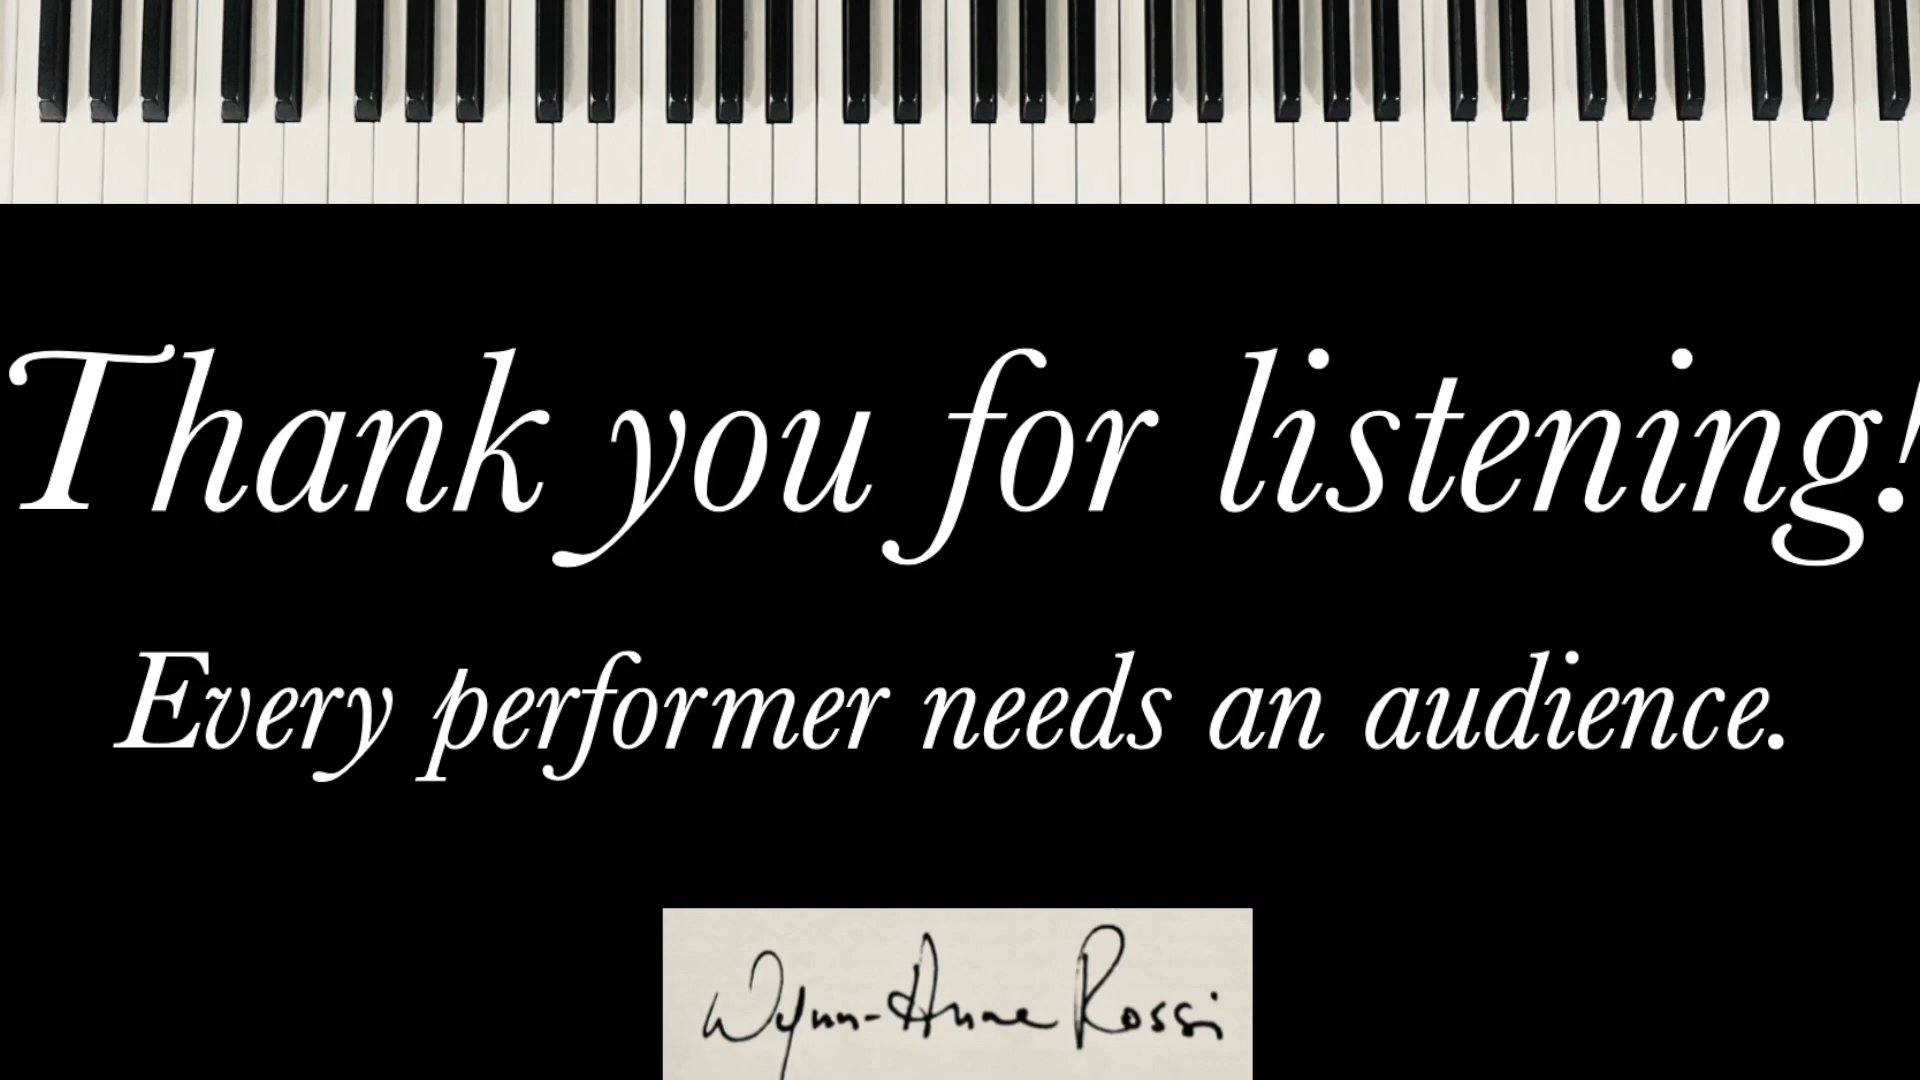 Thank you for listening!
Every performer needs an audience.
Wynn-Anne Rossi